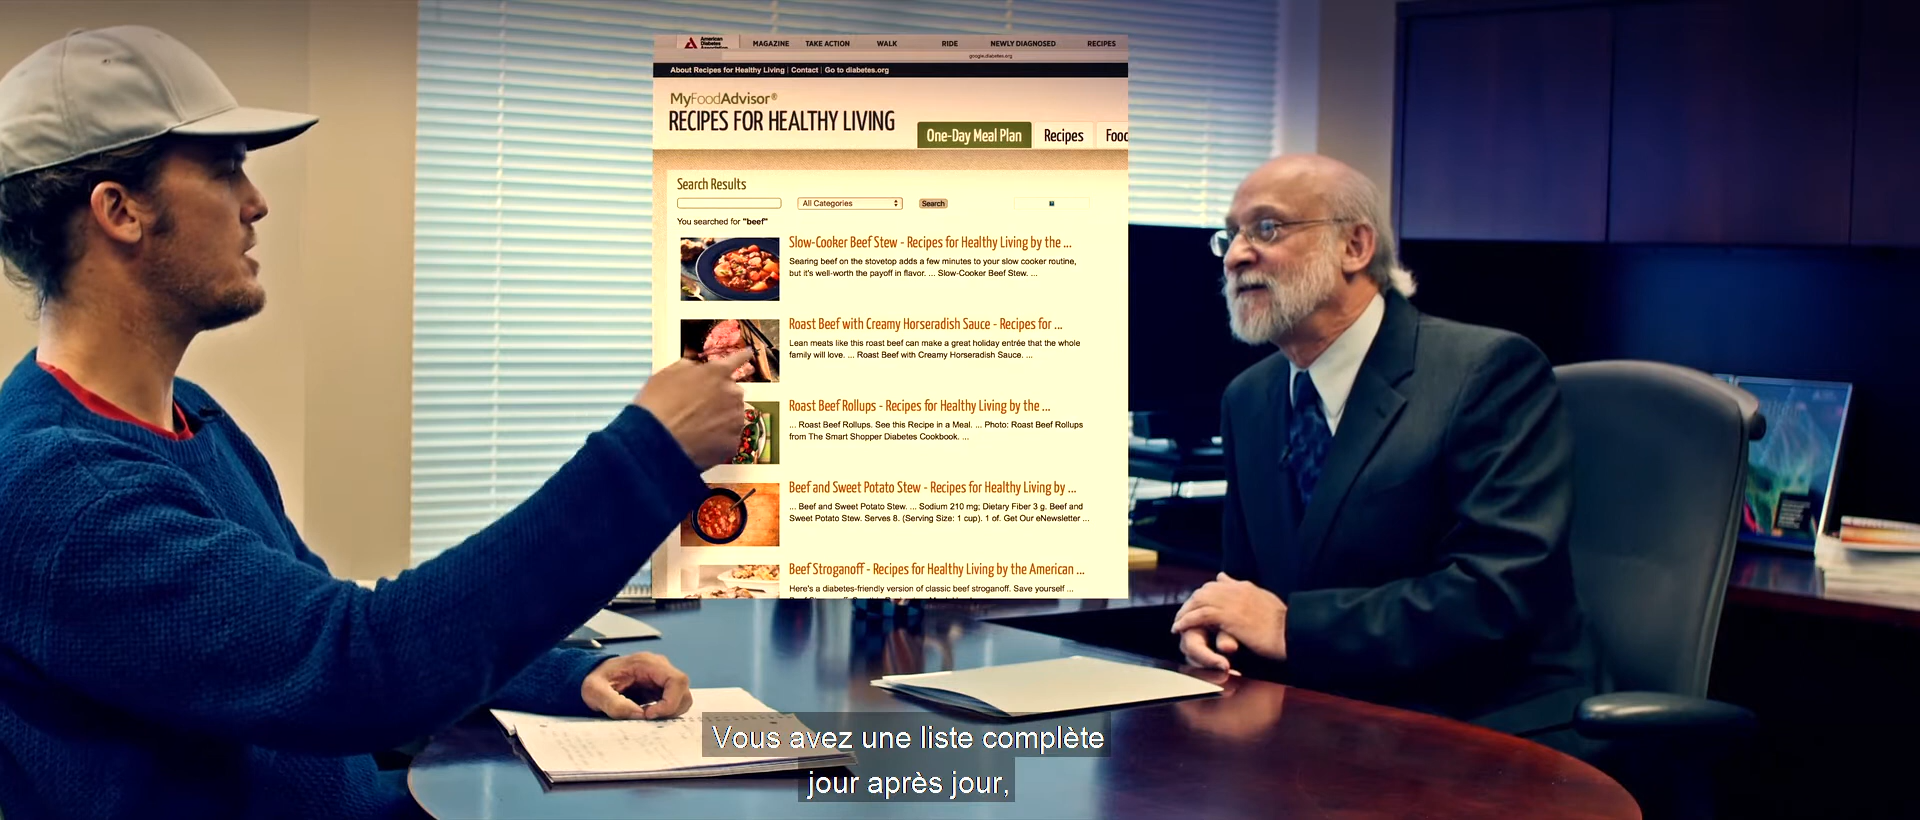 American
Diabetes
MAGAZINE TAKE ACTION WALK RIDE NEWLY DIAGNOSED RECIPES
google.diabetes.org
About Recipes for Healthy Living | Contact | Go to diabetes.org
MyFoodAdvisor®
RECIPES FOR HEALTHY LIVING
One-Day Meal Plan Recipes Food
Search Results
All Categories Search
You searched for "beef"
Slow-Cooker Beef Stew - Recipes for Healthy Living by the ...
Searing beef on the stovetop adds a few minutes to your slow cooker routine,
but it's well-worth the payoff in flavor. ... Slow-Cooker Beef Stew. ...
Roast Beef with Creamy Horseradish Sauce - Recipes for ...
Lean meats like this roast beef can make a great holiday entrée that the whole
family will love. ... Roast Beef with Creamy Horseradish Sauce. ...
Roast Beef Rollups - Recipes for Healthy Living by the ...
... Roast Beef Rollups. See this Recipe in a Meal. ... Photo: Roast Beef Rollups
from The Smart Shopper Diabetes Cookbook. ...
Beef and Sweet Potato Stew - Recipes for Healthy Living by ...
... Beef and Sweet Potato Stew. ... Sodium 210 mg; Dietary Fiber 3 g. Beef and
Sweet Potato Stew. Serves 8. (Serving Size: 1 cup). 1 of. Get Our eNewsletter ...
Beef Stroganoff - Recipes for Healthy Living by the American ...
Here's a diabetes-friendly version of classic beef stroganoff. Save yourself ...
Vous avez une liste complète
jour après jour,